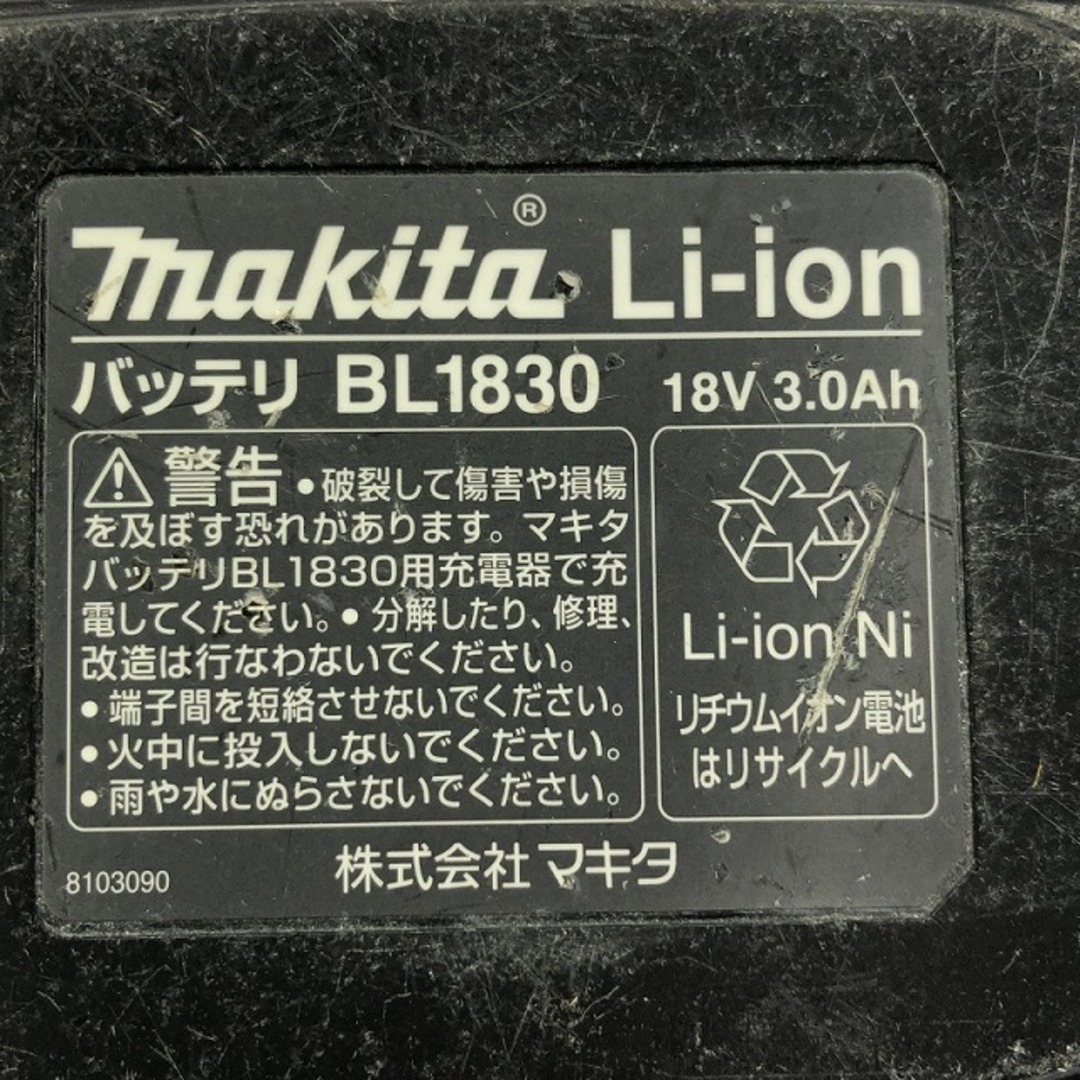 makita® Li-ion
バッテリ BL1830 18V 3.0Ah
警告 •破裂して傷害や損傷
を及ぼす恐れがあります。マキタ
バッテリBL1830用充電器で充
電してください。•分解したり、修理、
改造は行なわないでください。
•端子間を短絡させないでください。
•火中に投入しないでください。
•雨や水にぬらさないでください。
Li-ion Ni
リチウムイオン電池
はリサイクルへ
8103090 株式会社マキタ